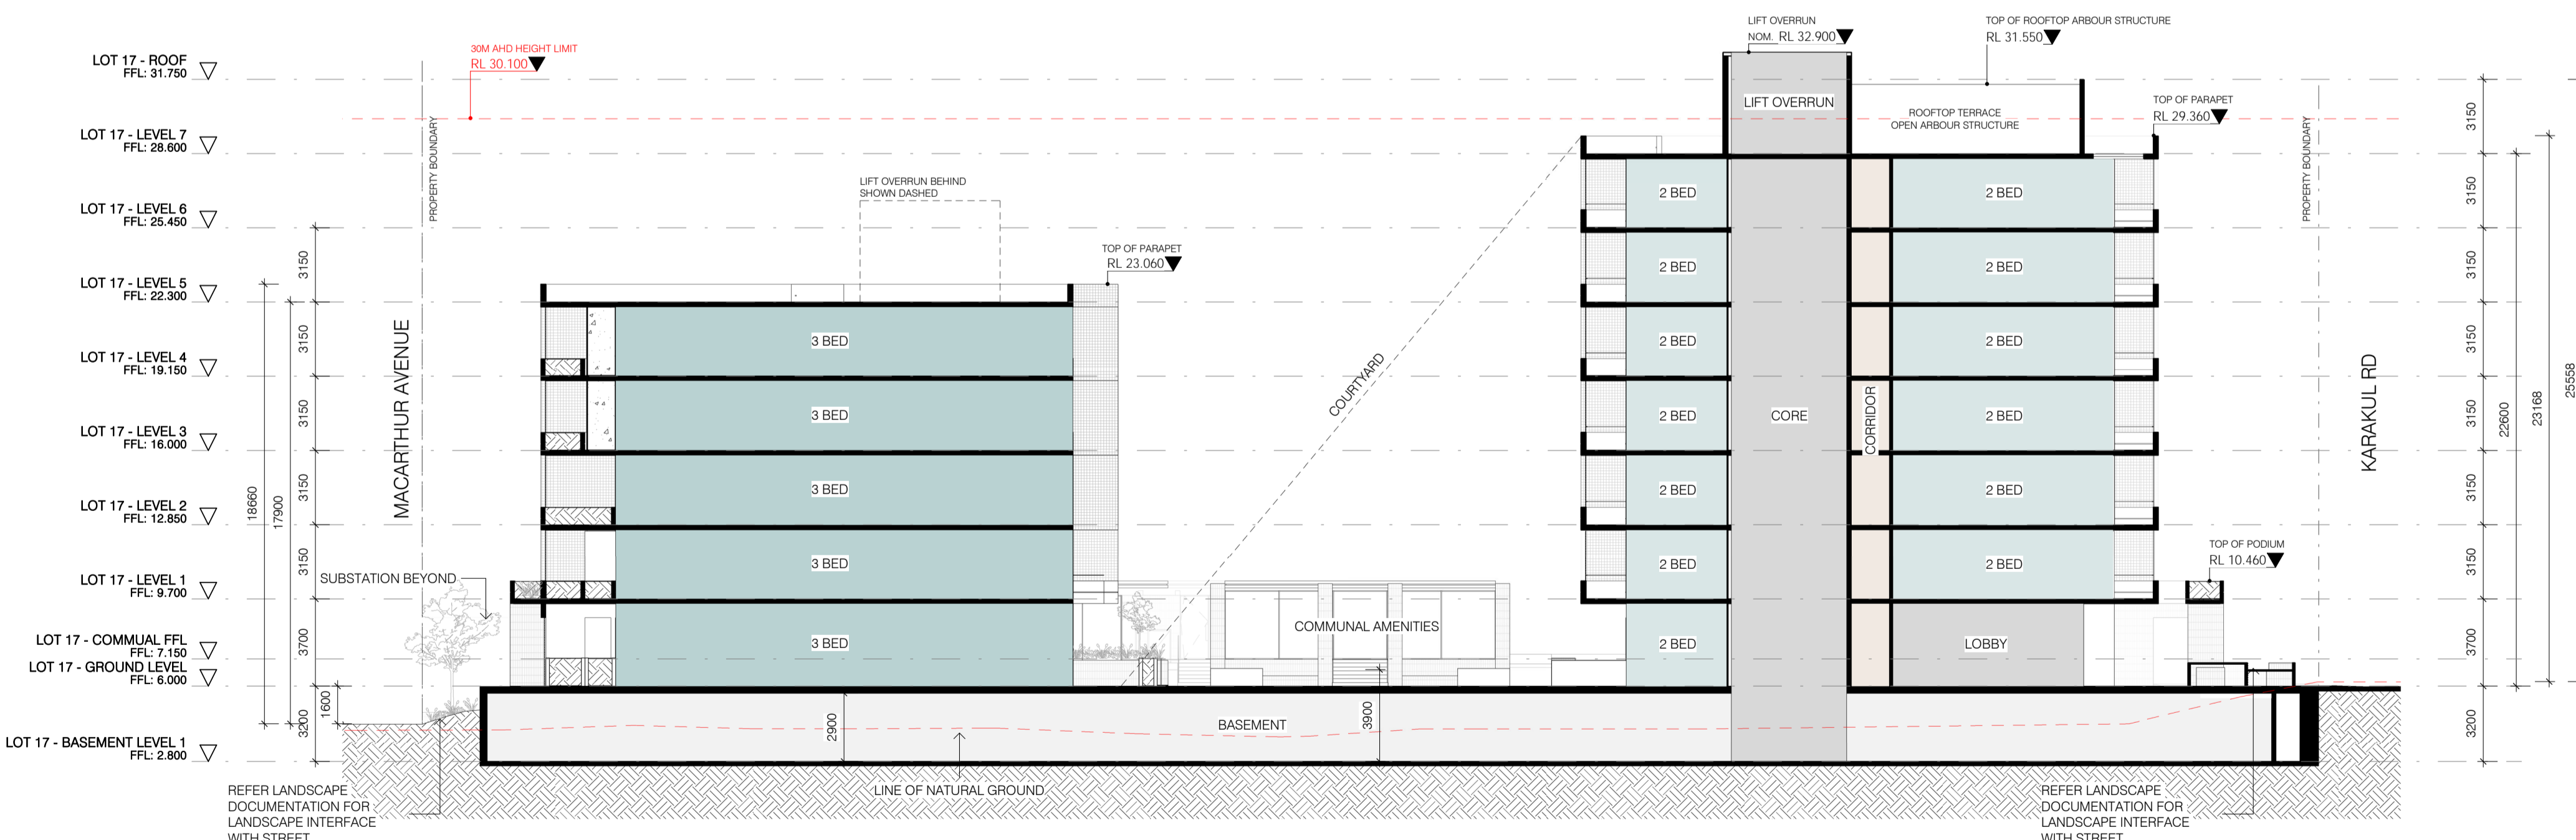 LOT 17 - ROOF
FFL: 31.750
LOT 17 - LEVEL 7
FFL: 28.600
LOT 17 - LEVEL 6
FFL: 25.450
LOT 17 - LEVEL 5
FFL: 22.300
LOT 17 - LEVEL 4
FFL: 19.150
LOT 17 - LEVEL 3
FFL: 16.000
LOT 17 - LEVEL 2
FFL: 12.850
LOT 17 - LEVEL 1
FFL: 9.700
LOT 17 - COMMUAL FFL
FFL: 7.150
LOT 17 - GROUND LEVEL
FFL: 6.000
LOT 17 - BASEMENT LEVEL 1
FFL: 2.800
18660
17900
3150
3150
3150
3150
3150
3700
3200
1600
MACARTHUR AVENUE
PROPERTY BOUNDARY
30M AHD HEIGHT LIMIT
RL 30.100
SUBSTATION BEYOND
REFER LANDSCAPE
DOCUMENTATION FOR
LANDSCAPE INTERFACE
WITH STREET
LIFT OVERRUN BEHIND
SHOWN DASHED
TOP OF PARAPET
RL 23.060
3 BED
3 BED
3 BED
3 BED
3 BED
COURTYARD
COMMUNAL AMENITIES
2900
BASEMENT
3900
LINE OF NATURAL GROUND
LIFT OVERRUN
NOM. RL 32.900
TOP OF ROOFTOP ARBOUR STRUCTURE
RL 31.550
LIFT OVERRUN
ROOFTOP TERRACE
OPEN ARBOUR STRUCTURE
TOP OF PARAPET
RL 29.360
2 BED
2 BED
2 BED
2 BED
2 BED
2 BED
2 BED
2 BED
2 BED
CORE
CORRIDOR
2 BED
2 BED
2 BED
2 BED
LOBBY
TOP OF PODIUM
RL 10.460
PROPERTY BOUNDARY
KARAKUL RD
3150
3150
3150
3150
3150
3150
3150
3700
3200
22600
23168
25558
REFER LANDSCAPE
DOCUMENTATION FOR
LANDSCAPE INTERFACE
WITH STREET